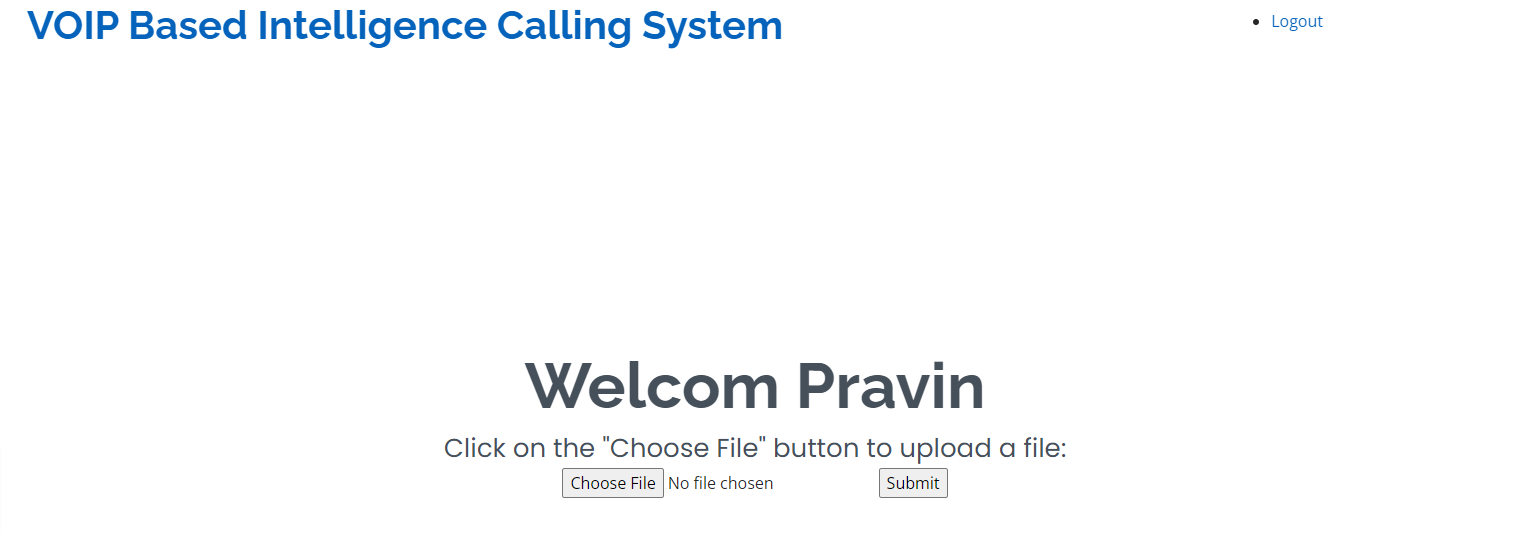 VOIP Based Intelligence Calling System
Logout
Welcom Pravin
Click on the "Choose File" button to upload a file:
Choose File No file chosen Submit